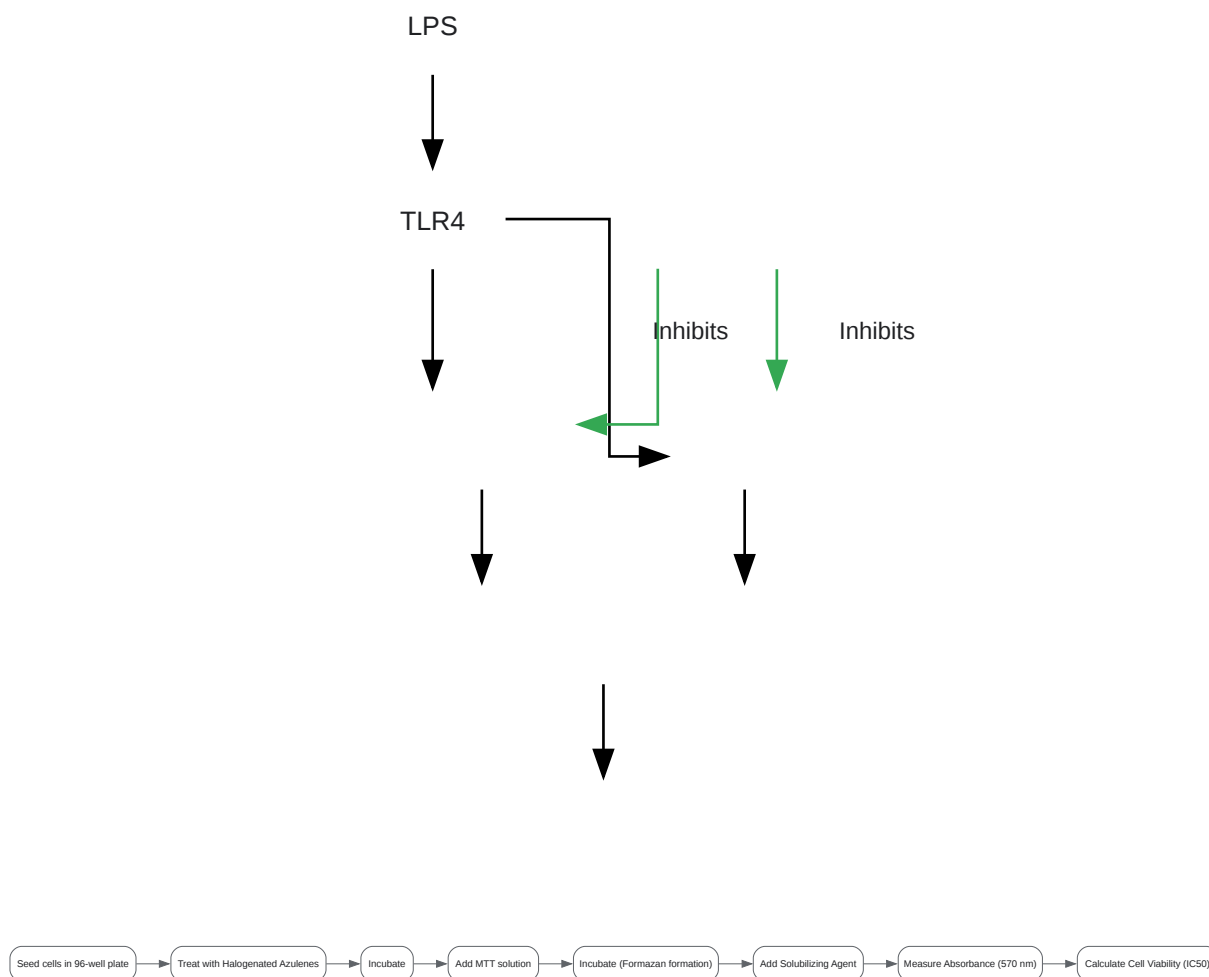 LPS
TLR4
Inhibits
Inhibits
Seed cells in 96-well plate
Treat with Halogenated Azulenes
Incubate
Add MTT solution
Incubate (Formazan formation)
Add Solubilizing Agent
Measure Absorbance (570 nm)
Calculate Cell Viability (IC50)